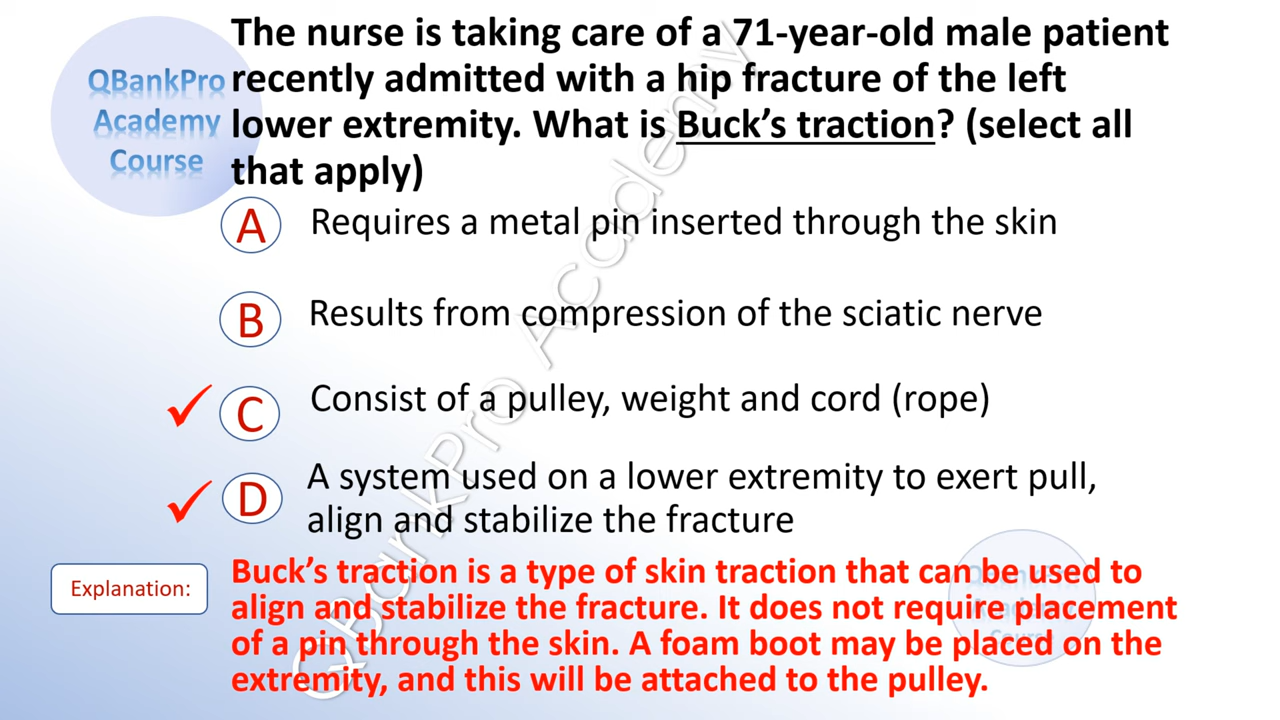 QBankPro
Academy
Course
The nurse is taking care of a 71-year-old male patient
recently admitted with a hip fracture of the left
lower extremity. What is Buck's traction? (select all
that apply)
A Requires a metal pin inserted through the skin
B Results from compression of the sciatic nerve
C Consist of a pulley, weight and cord (rope)
D A system used on a lower extremity to exert pull,
align and stabilize the fracture
Explanation:
Buck's traction is a type of skin traction that can be used to
align and stabilize the fracture. It does not require placement
of a pin through the skin. A foam boot may be placed on the
extremity, and this will be attached to the pulley.
QBankPro Academy
QBankPro
Academy
Course